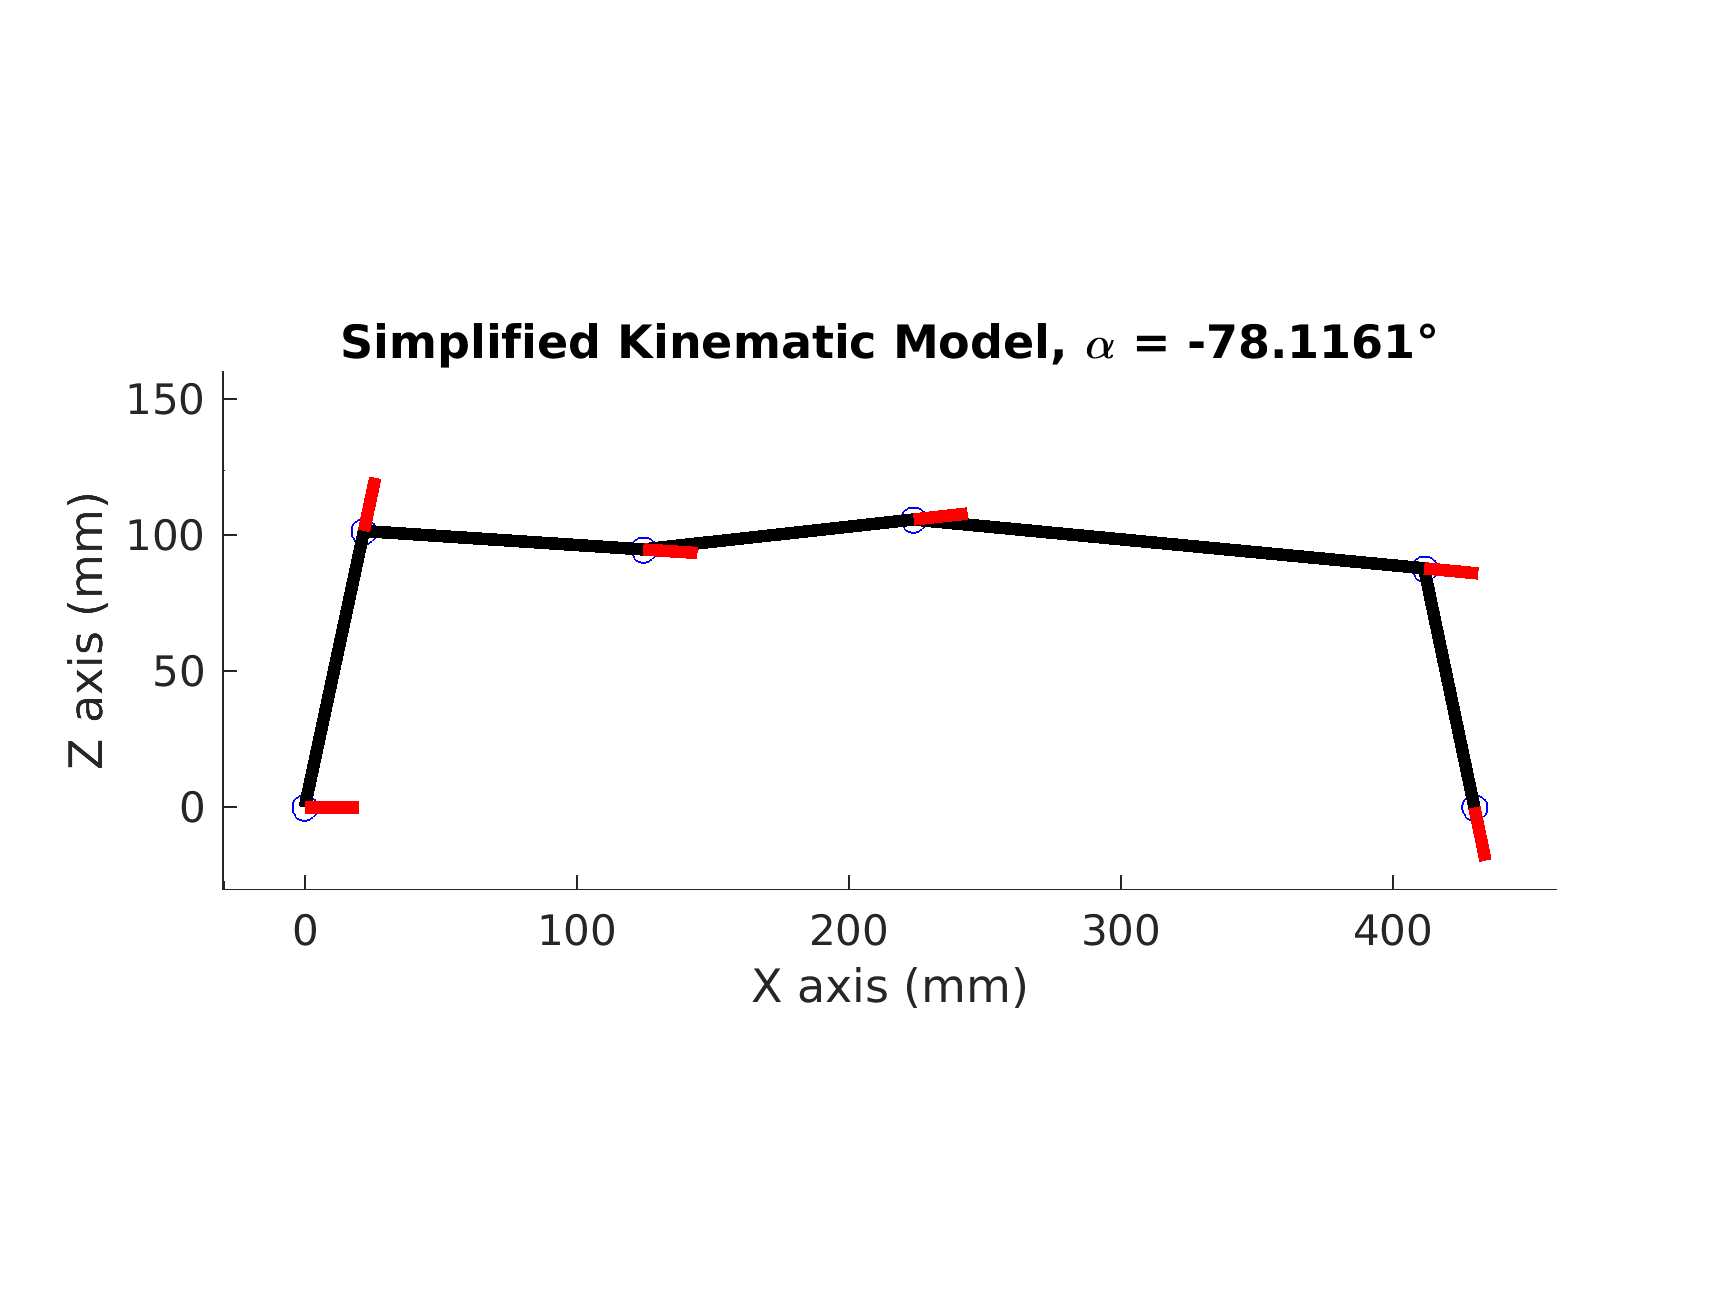 Simplified Kinematic Model, α = -78.1161°
150
100
50
0
Z axis (mm)
0 100 200 300 400
X axis (mm)